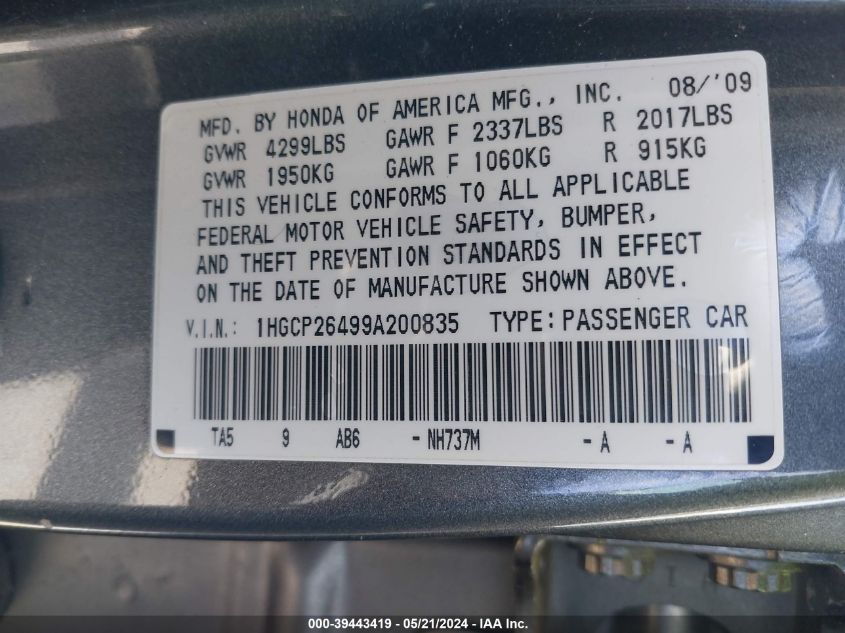 MFD. BY HONDA OF AMERICA MFG., INC. 08/'09
GVWR 4299LBS GAWR F 2337LBS R 2017LBS
GVWR 1950KG GAWR F 1060KG R 915KG
THIS VEHICLE CONFORMS TO ALL APPLICABLE
FEDERAL MOTOR VEHICLE SAFETY, BUMPER,
AND THEFT PREVENTION STANDARDS IN EFFECT
ON THE DATE OF MANUFACTURE SHOWN ABOVE.
V.I.N.: 1HGCP26499A200835 TYPE: PASSENGER CAR
TA5 9 AB6 -NH737M -A -A
000-39443419 - 05/21/2024 - IAA Inc.